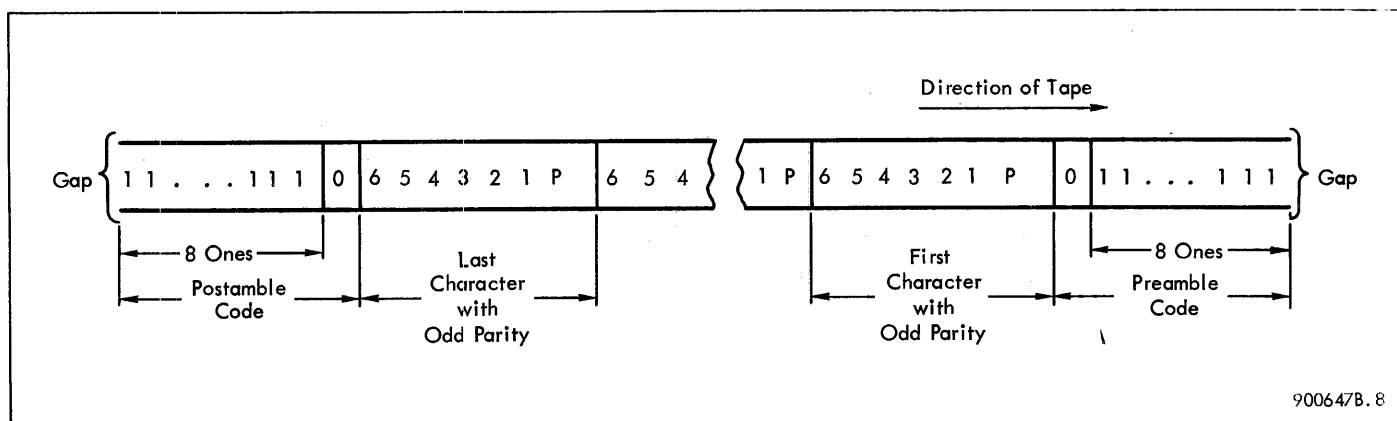 Direction of Tape
Gap 1 1 . . . 1 1 1 0 6 5 4 3 2 1 P 6 5 4 1 P 6 5 4 3 2 1 P 0 1 1 . . . 1 1 1 Gap
8 Ones
Postamble
Code
Last
Character
with
Odd Parity
First
Character
with
Odd Parity
8 Ones
Preamble
Code
900647B.8